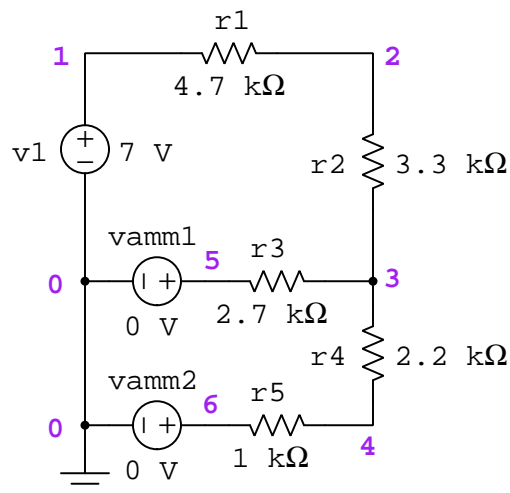 r1
1
2
4.7 kΩ
+
−
v1
7 V
r2
3.3 kΩ
vamm1
5
r3
0
− +
3
0 V
2.7 kΩ
r4
2.2 kΩ
vamm2
6
r5
0
− +
4
0 V
1 kΩ